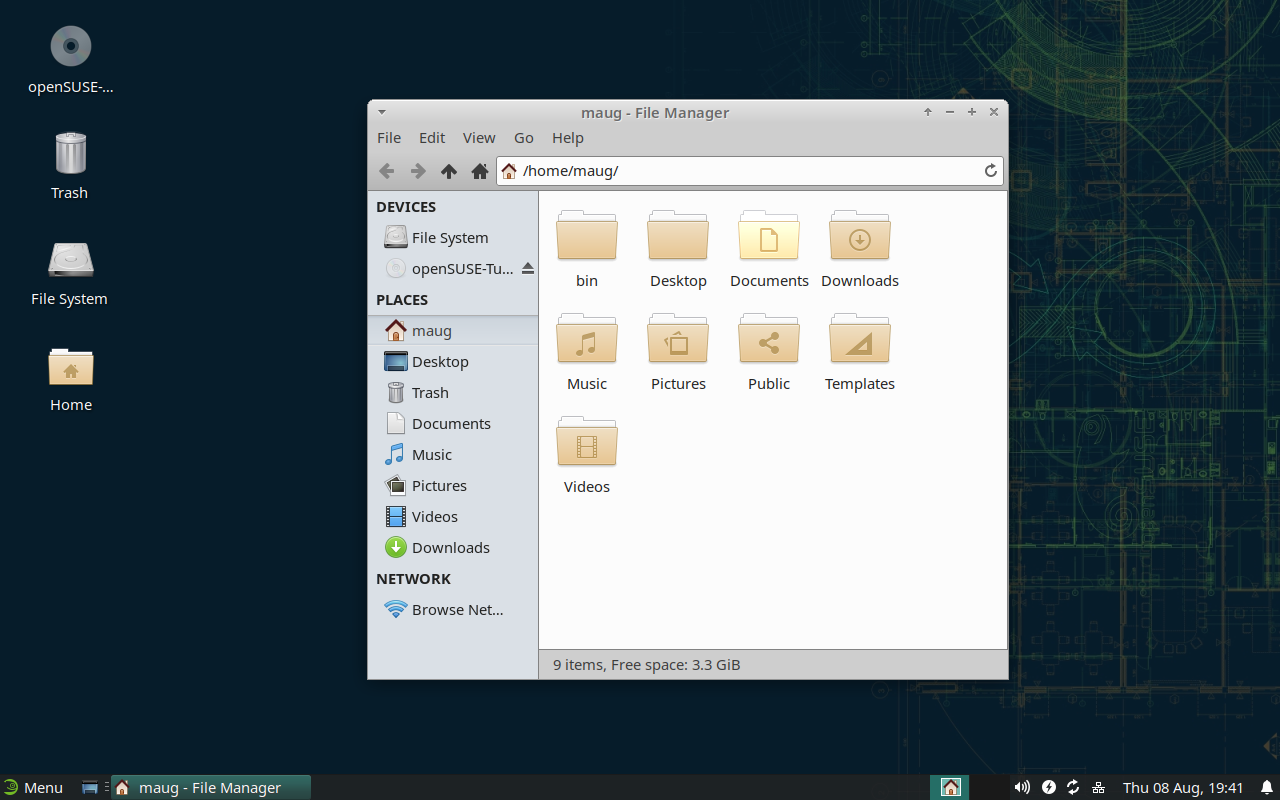 openSUSE-...
Trash
File System
Home
maug - File Manager
File Edit View Go Help
/home/maug/
DEVICES
File System
openSUSE-Tu...
PLACES
maug
Desktop
Trash
Documents
Music
Pictures
Videos
Downloads
NETWORK
Browse Net...
bin Desktop Documents Downloads
Music Pictures Public Templates
Videos
9 items, Free space: 3.3 GiB
Menu maug - File Manager Thu 08 Aug, 19:41